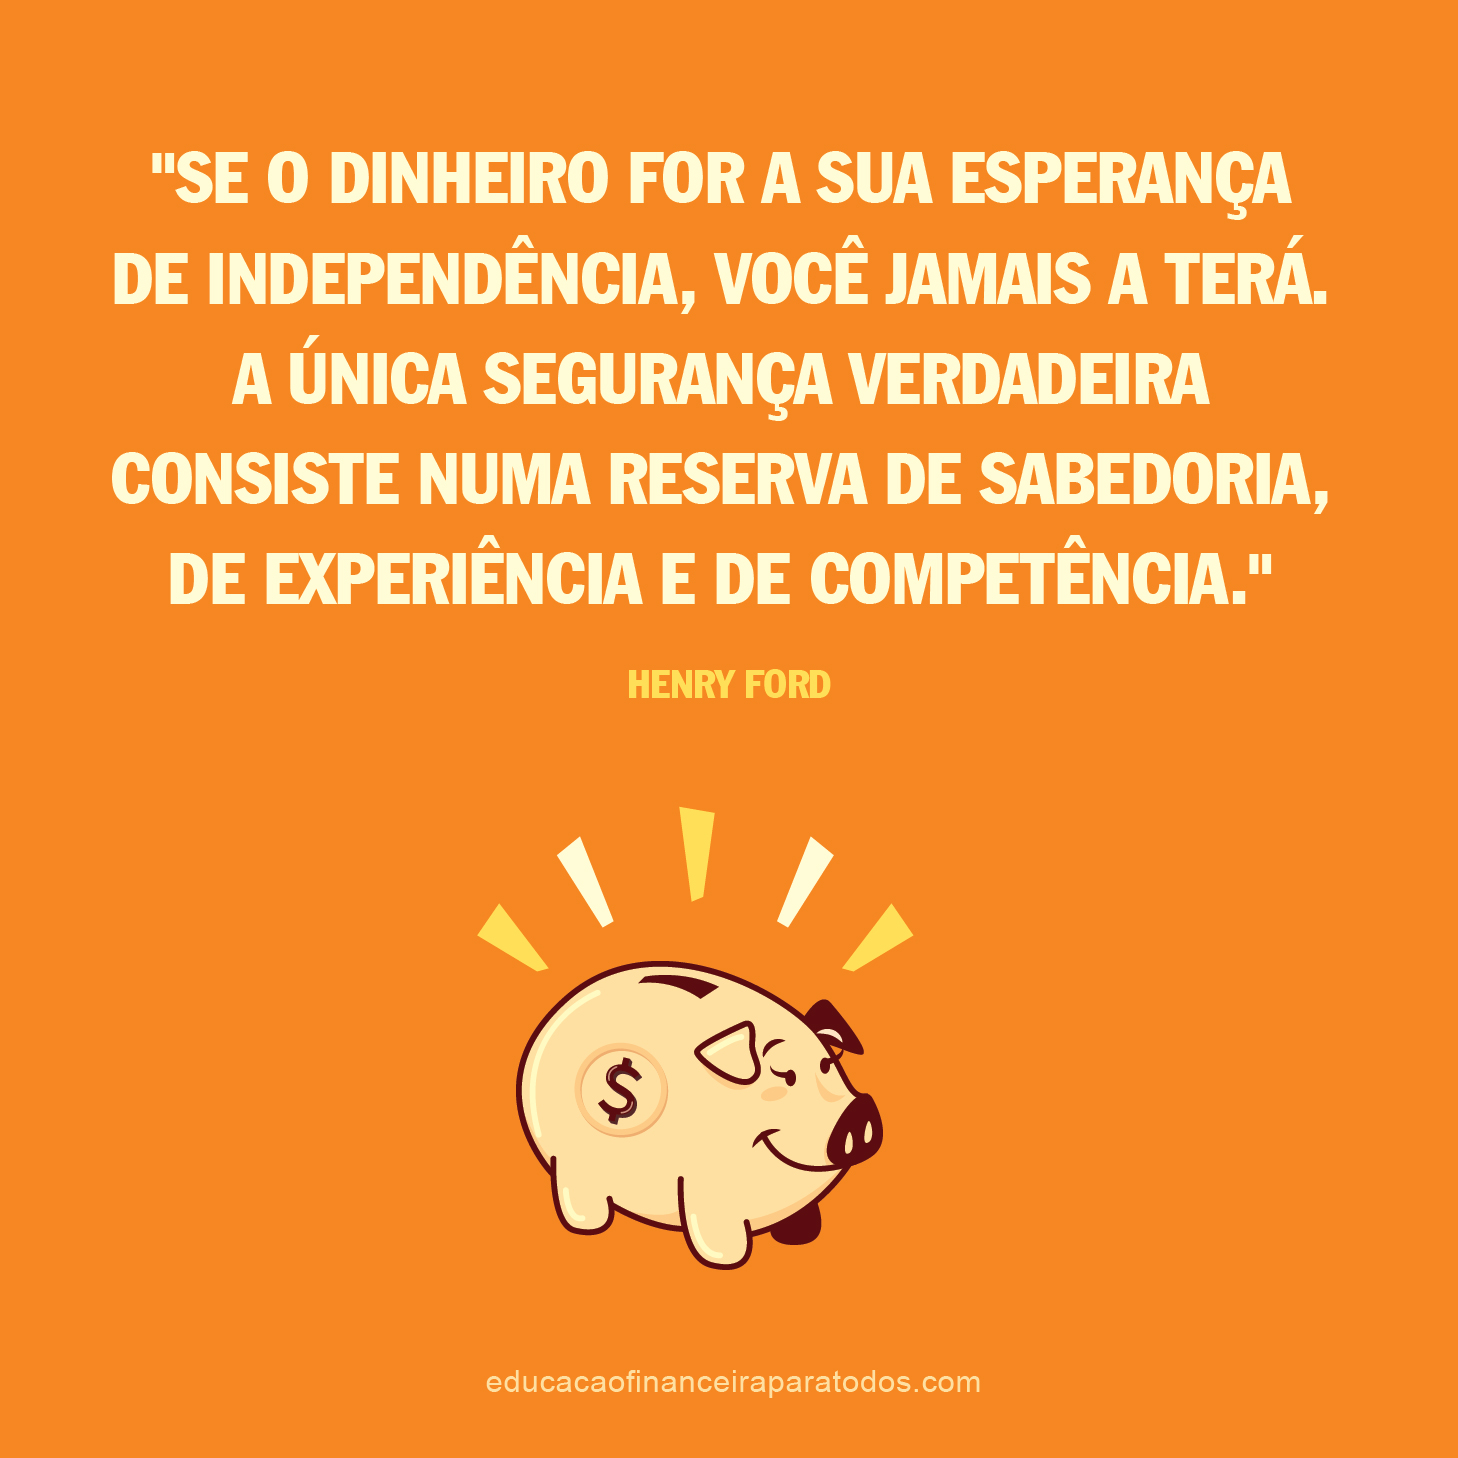 "SE O DINHEIRO FOR A SUA ESPERANÇA
DE INDEPENDÊNCIA, VOCÊ JAMAIS A TERÁ.
A ÚNICA SEGURANÇA VERDADEIRA
CONSISTE NUMA RESERVA DE SABEDORIA,
DE EXPERIÊNCIA E DE COMPETÊNCIA."
HENRY FORD
$
educacaofinanceiraparatodos.com